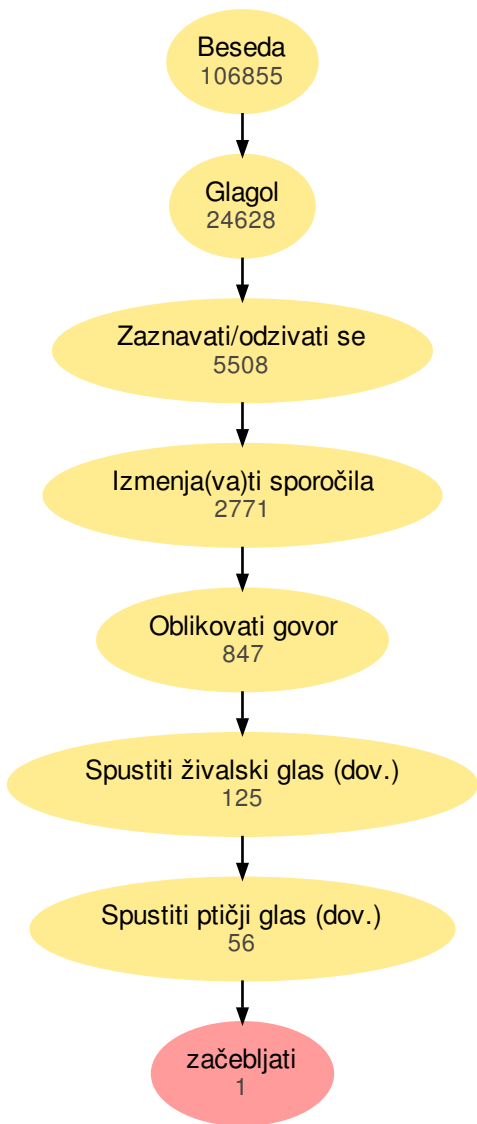 Beseda
106855
Glagol
24628
Zaznavati/odzivati se
5508
Izmenja(va)ti sporočila
2771
Oblikovati govor
847
Spustiti živalski glas (dov.)
125
Spustiti ptičji glas (dov.)
56
začebljati
1